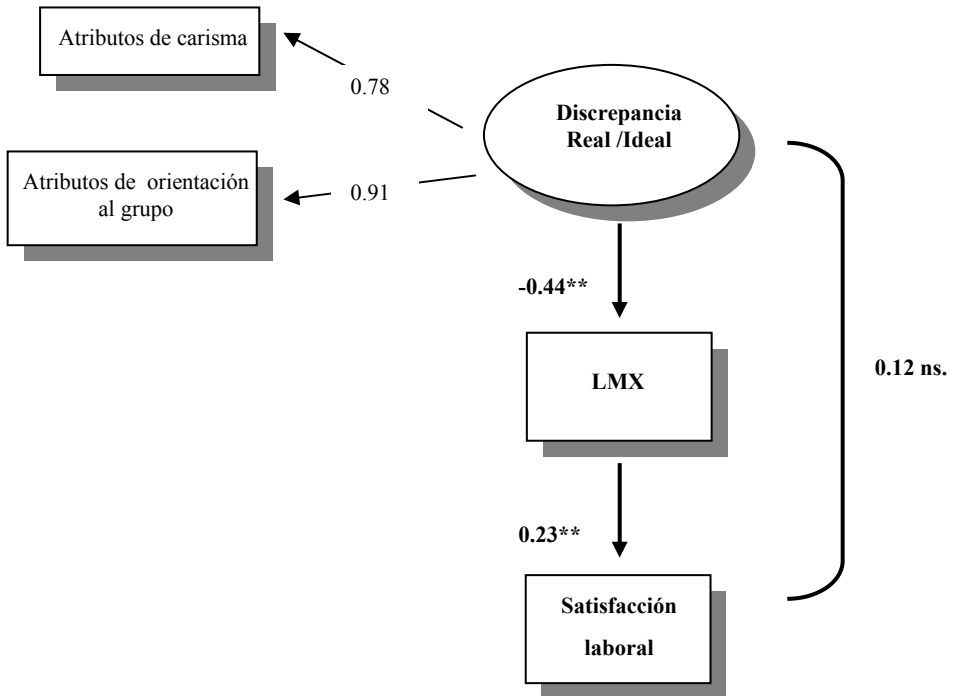 Atributos de carisma
0.78
Discrepancia
Real /Ideal
Atributos de orientación
al grupo
0.91
-0.44**
LMX
0.12 ns.
0.23**
Satisfacción
laboral